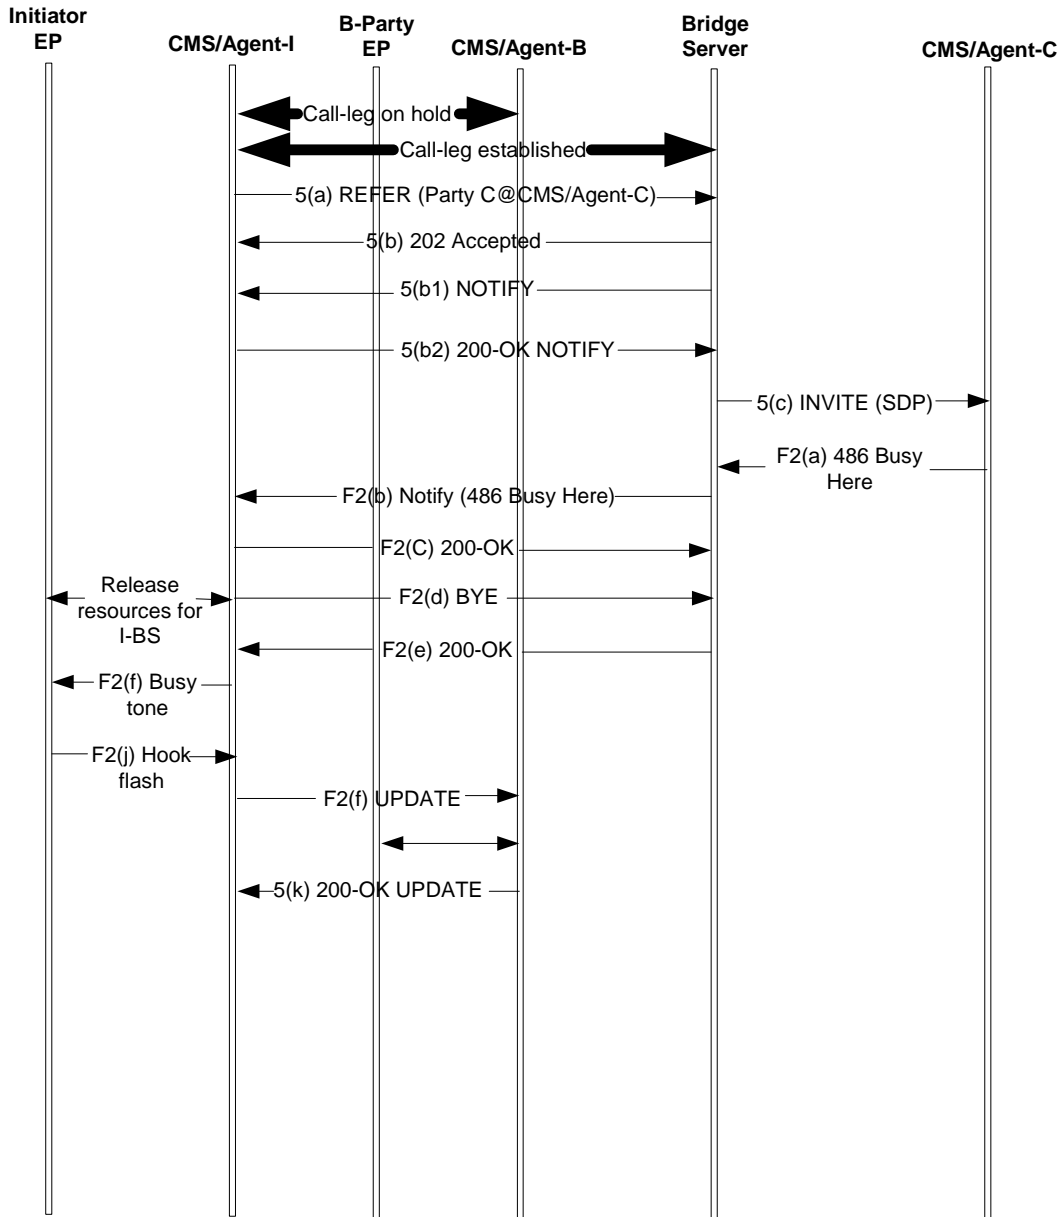 Initiator
EP
CMS/Agent-I
B-Party
EP
CMS/Agent-B
Bridge
Server
CMS/Agent-C
Call-leg on hold
Call-leg established
5(a) REFER (Party C@CMS/Agent-C)
5(b) 202 Accepted
5(b1) NOTIFY
5(b2) 200-OK NOTIFY
5(c) INVITE (SDP)
F2(a) 486 Busy
Here
F2(b) Notify (486 Busy Here)
F2(C) 200-OK
Release
resources for
I-BS
F2(d) BYE
F2(e) 200-OK
F2(f) Busy
tone
F2(j) Hook
flash
F2(f) UPDATE
5(k) 200-OK UPDATE